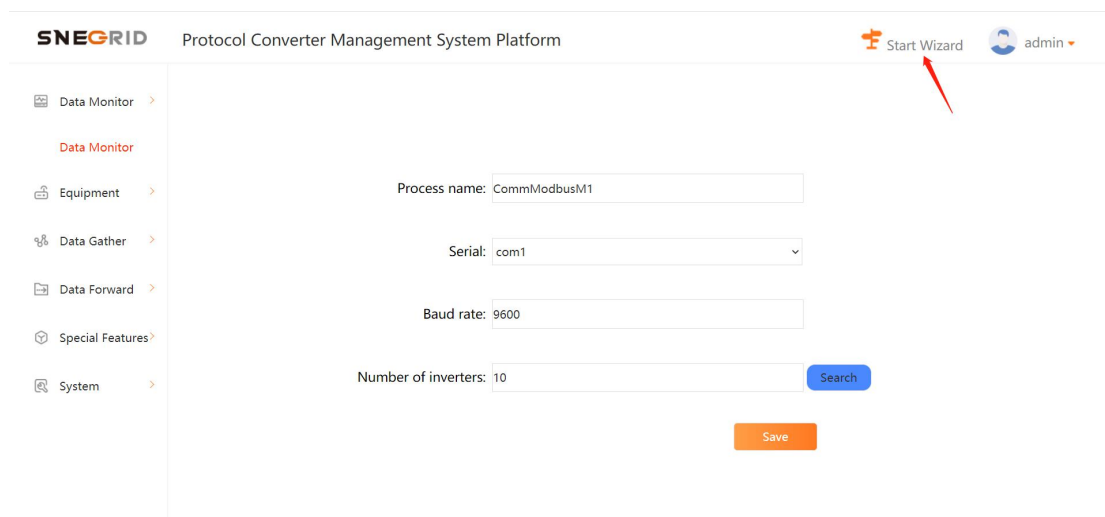 SNEGRID
Protocol Converter Management System Platform
Start Wizard
admin
Data Monitor
Data Monitor
Equipment
Data Gather
Data Forward
Special Features
System
Process name: CommModbusM1
Serial: com1
Baud rate: 9600
Number of inverters: 10
Search
Save